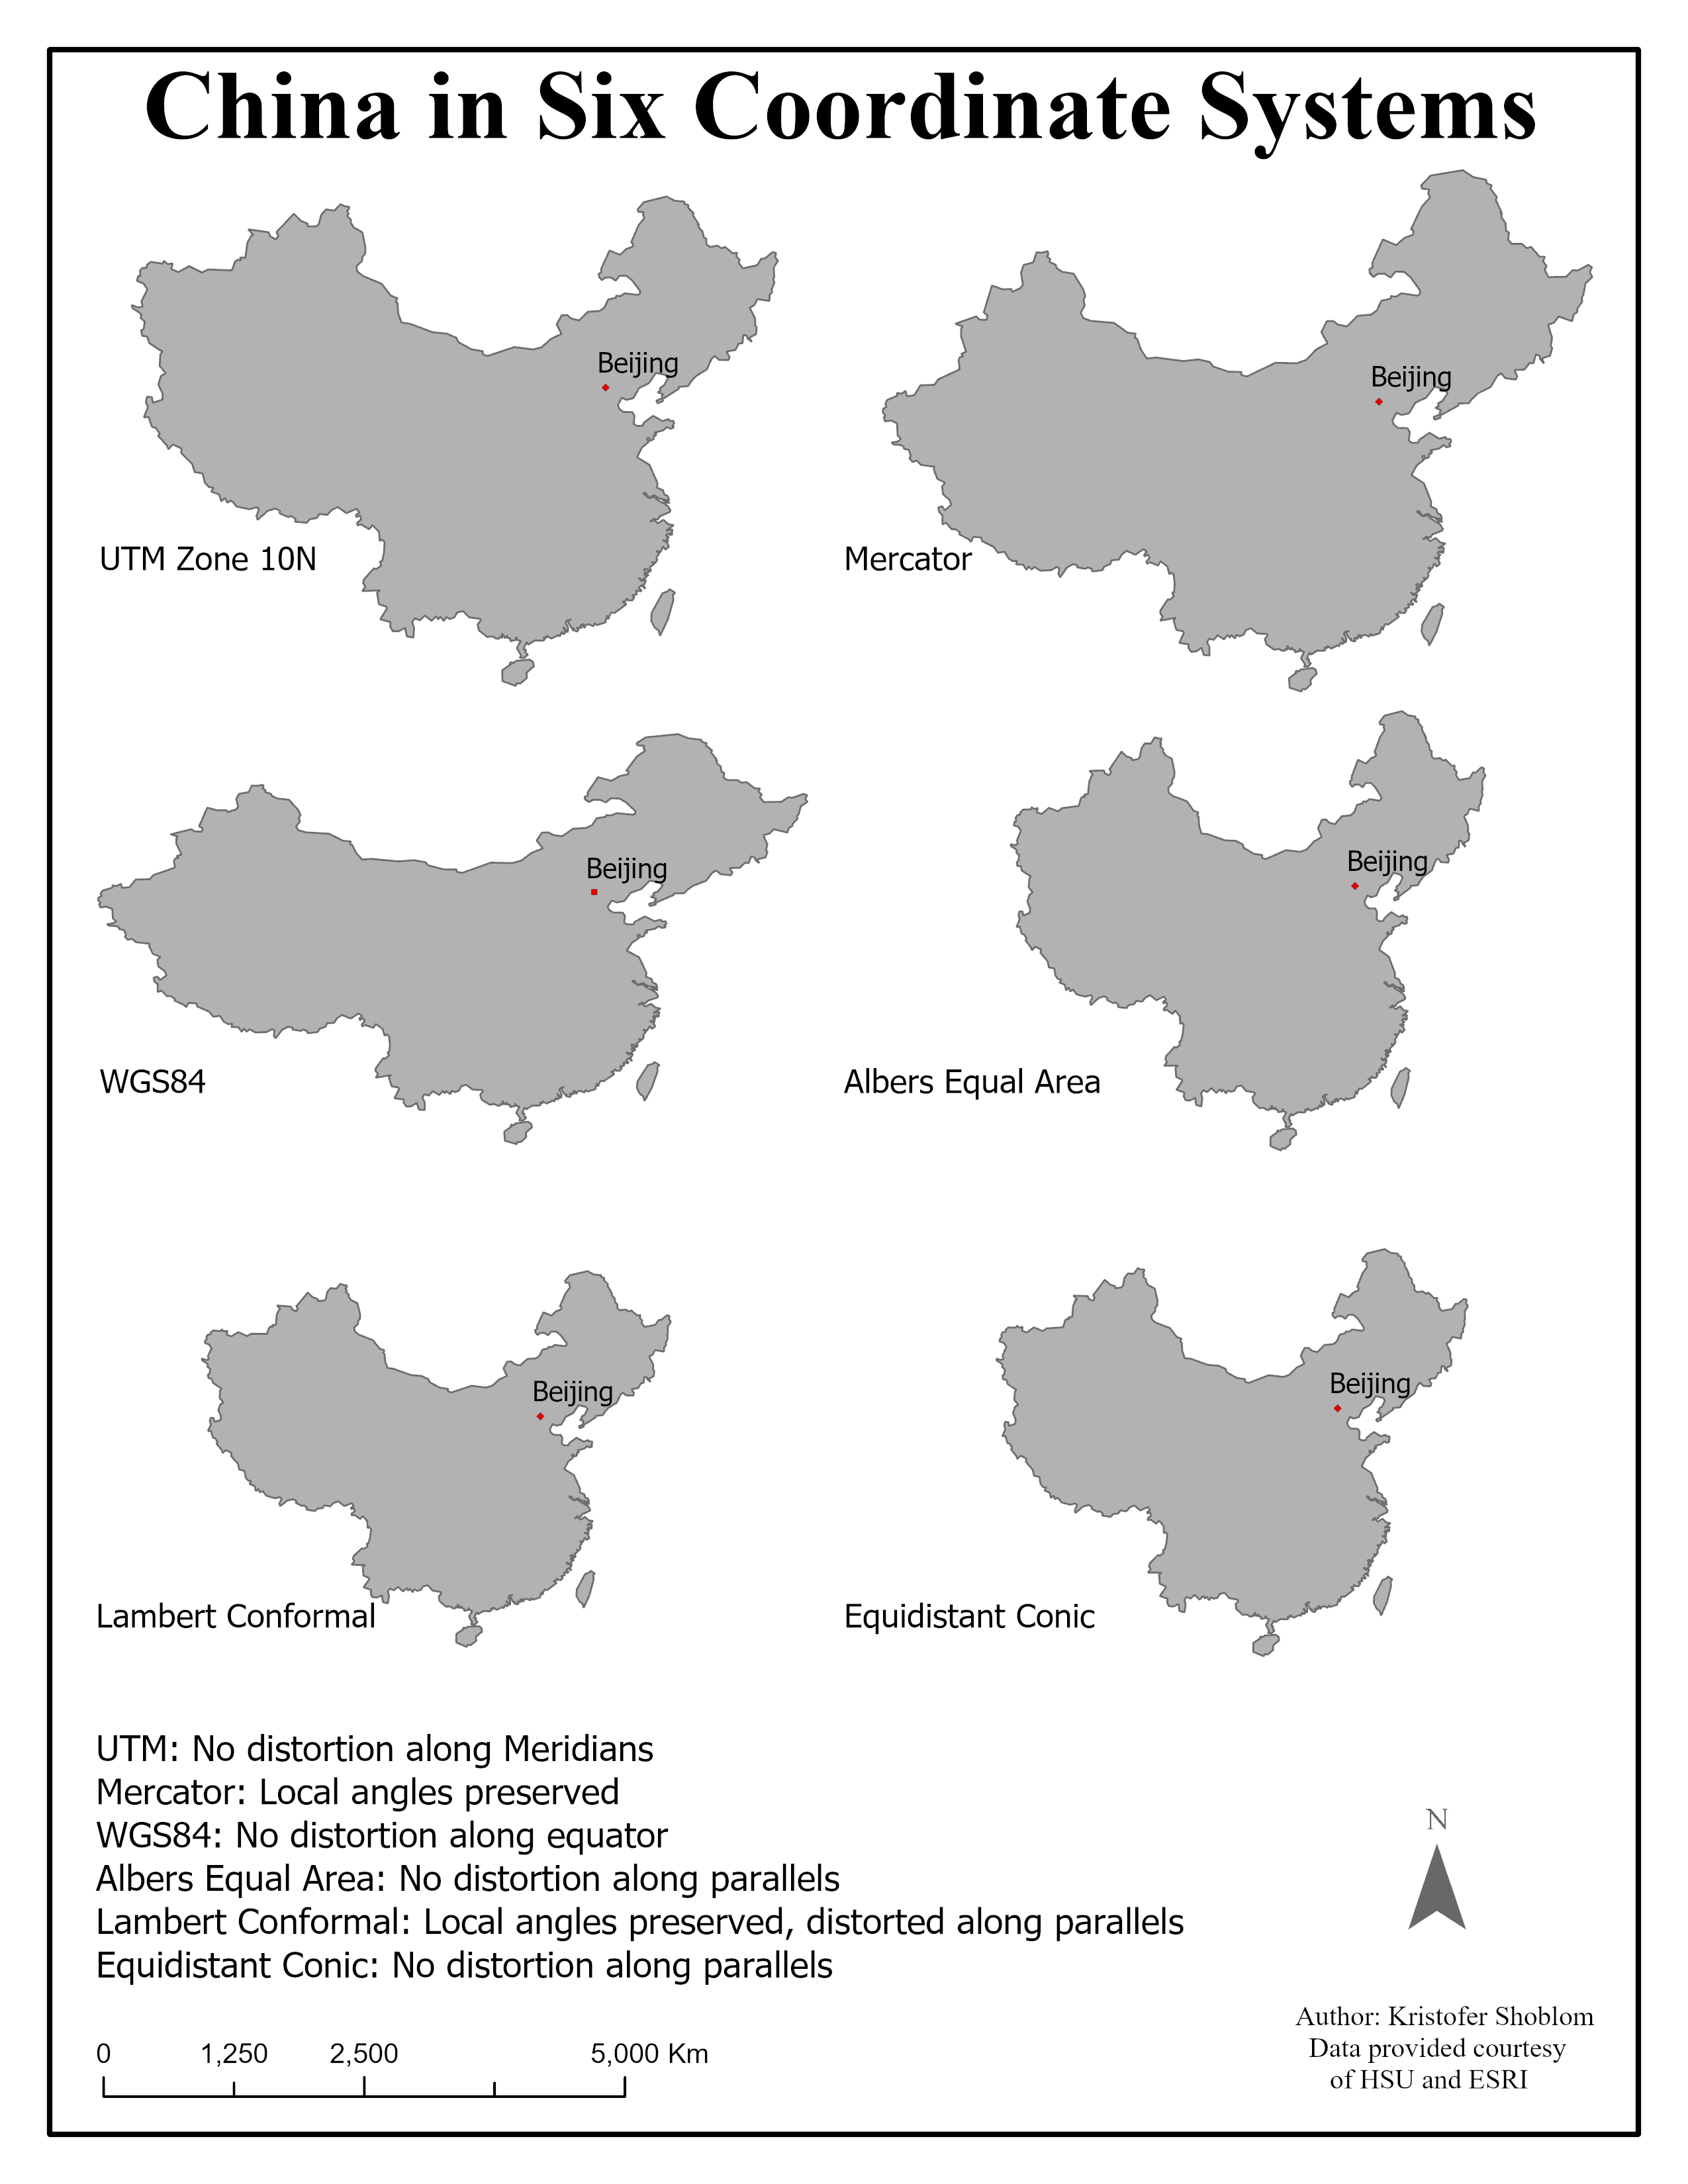 China in Six Coordinate Systems
Beijing
Beijing
UTM Zone 10N
Mercator
Beijing
Beijing
WGS84
Albers Equal Area
Beijing
Beijing
Lambert Conformal
Equidistant Conic
UTM: No distortion along Meridians
Mercator: Local angles preserved
WGS84: No distortion along equator
Albers Equal Area: No distortion along parallels
Lambert Conformal: Local angles preserved, distorted along parallels
Equidistant Conic: No distortion along parallels
N
Author: Kristofer Shoblom
Data provided courtesy
of HSU and ESRI
0 1,250 2,500 5,000 Km